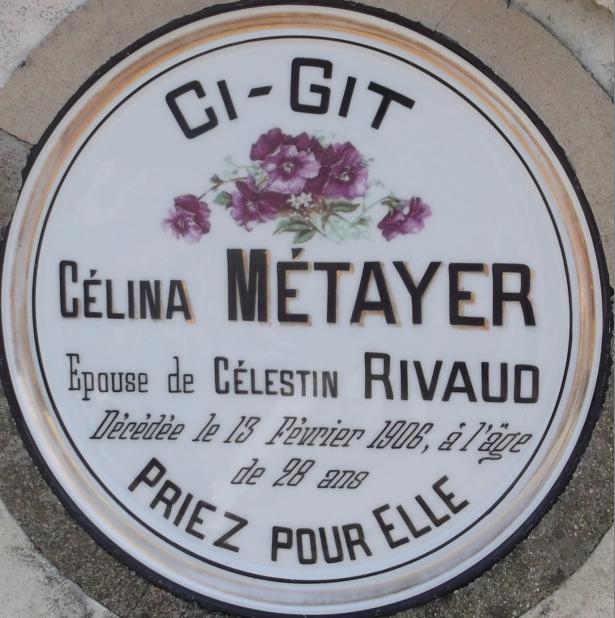 CI-GIT
CÉLINA MÉTAYER
Epouse de CÉLESTIN RIVAUD
Décédée le 13 Février 1906, à l'âge
de 28 ans
PRIEZ POUR ELLE